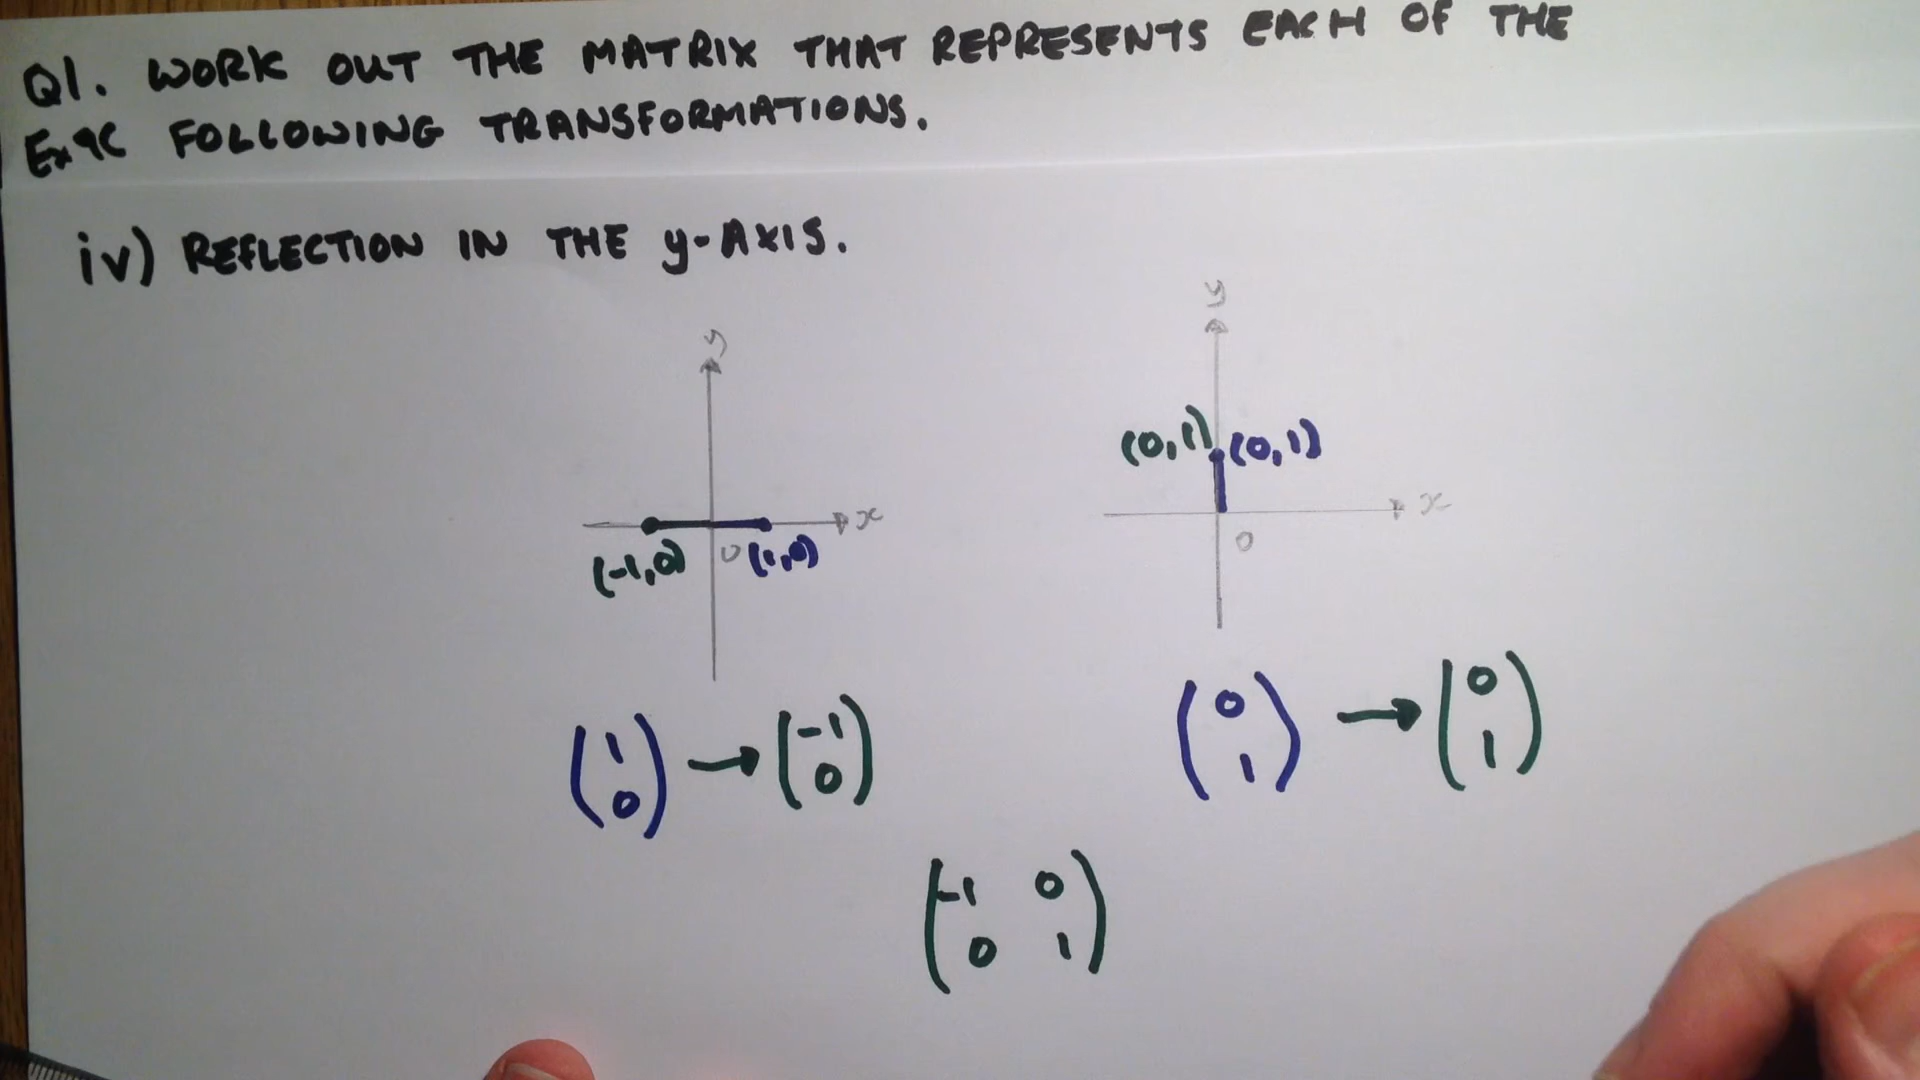 Q1. WORK OUT THE MATRIX THAT REPRESENTS EACH OF THE
Ex9C FOLLOWING TRANSFORMATIONS.
iv) REFLECTION IN THE y-AXIS.
y
x
0
(-1,0)
(1,0)
y
(0,1) (0,1)
x
0
(1 → (-1
0) 0)
(0 → (0
1) 1)
(-1 0
0 1)